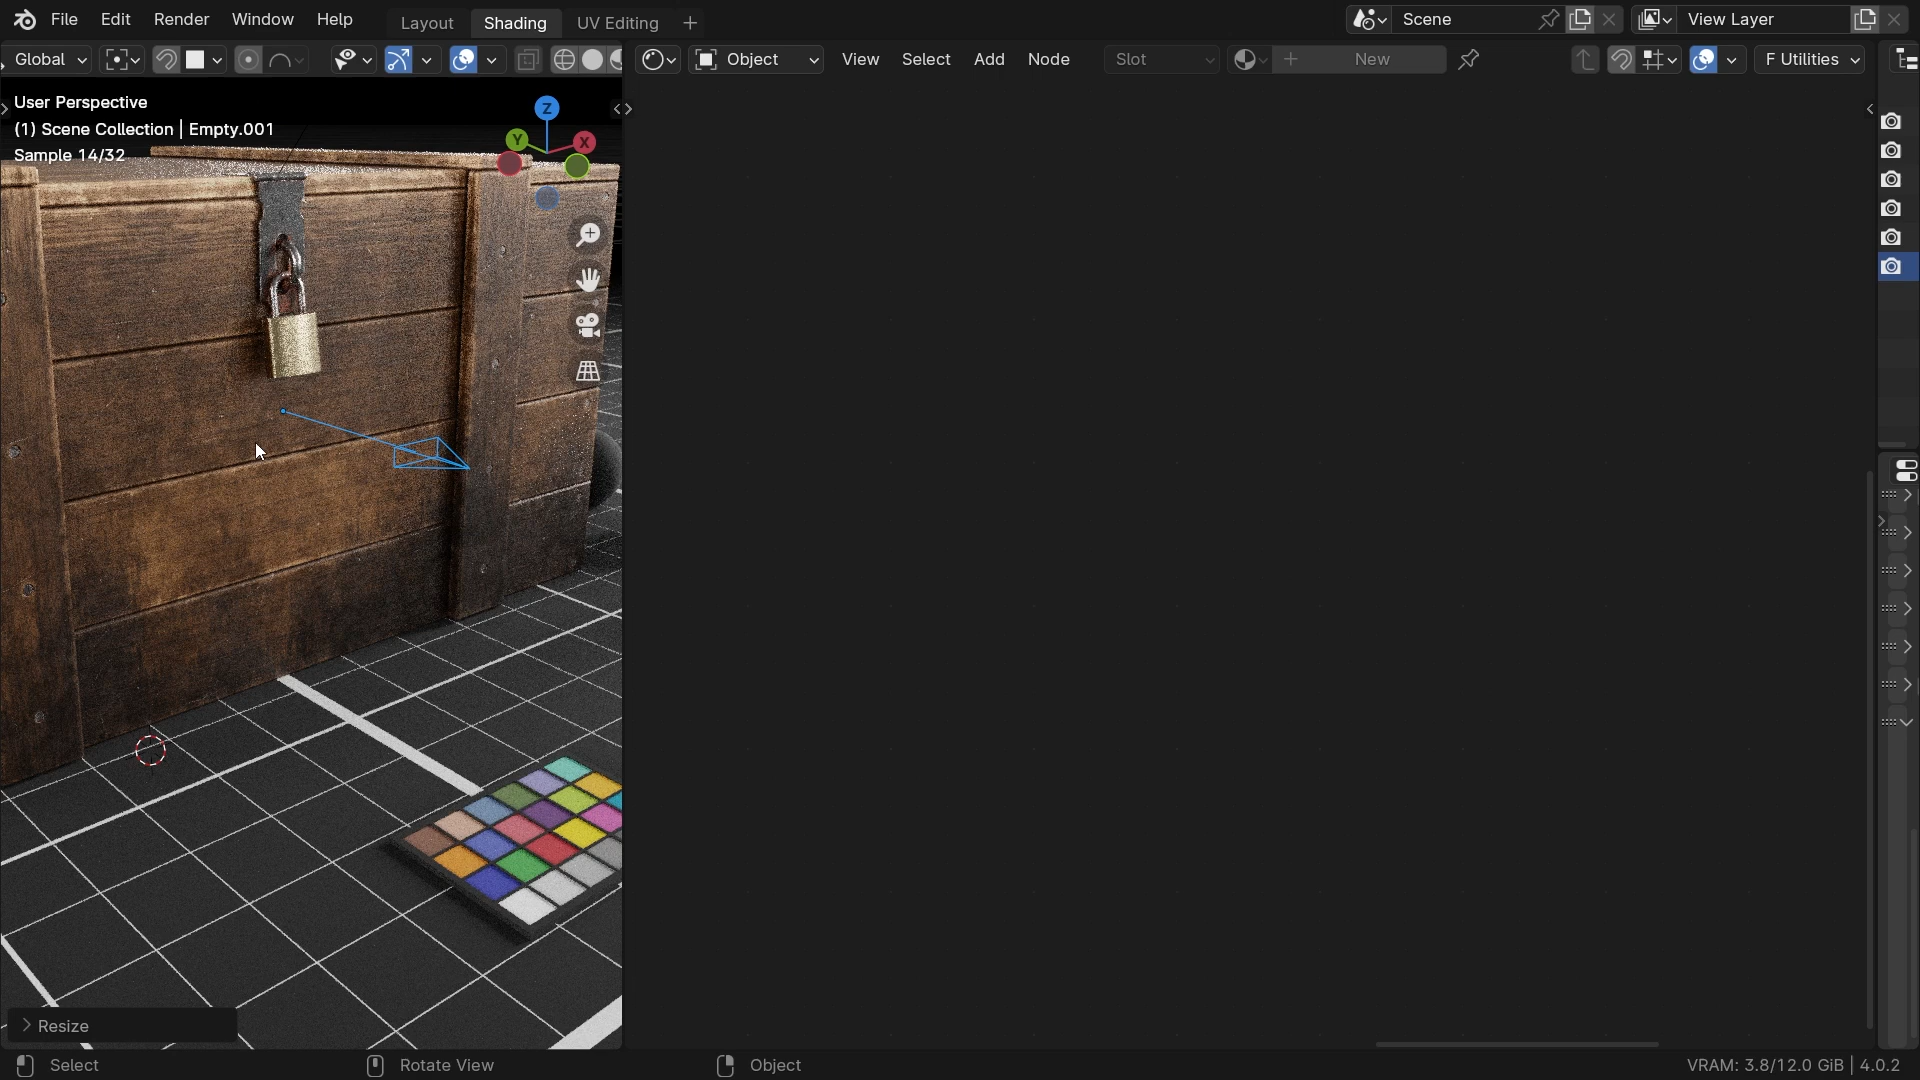 File Edit Render Window Help
Layout Shading UV Editing +
Scene
View Layer
Global
Object View Select Add Node Slot New F Utilities
User Perspective
(1) Scene Collection | Empty.001
Sample 14/32
Z
Y
X
Resize
Select Rotate View Object VRAM: 3.8/12.0 GiB | 4.0.2